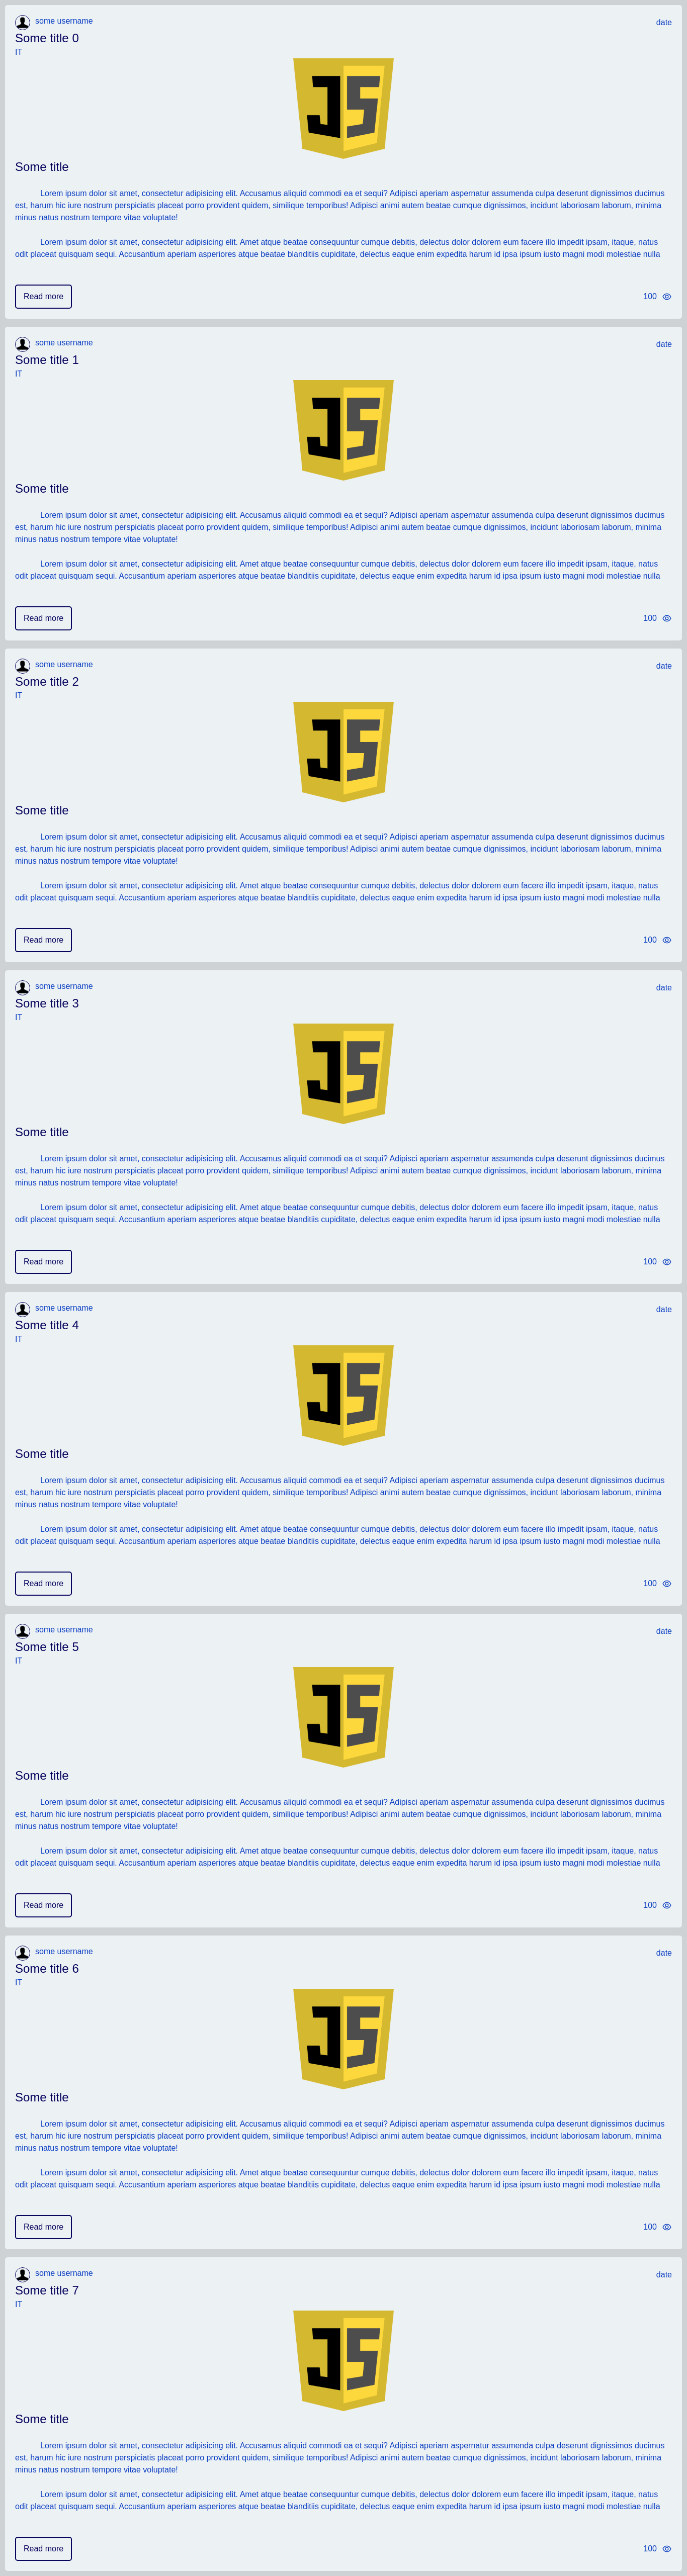 some username
date
Some title 0
IT
JS
Some title
Lorem ipsum dolor sit amet, consectetur adipisicing elit. Accusamus aliquid commodi ea et sequi? Adipisci aperiam aspernatur assumenda culpa deserunt dignissimos ducimus
est, harum hic iure nostrum perspiciatis placeat porro provident quidem, similique temporibus! Adipisci animi autem beatae cumque dignissimos, incidunt laboriosam laborum, minima
minus natus nostrum tempore vitae voluptate!
Lorem ipsum dolor sit amet, consectetur adipisicing elit. Amet atque beatae consequuntur cumque debitis, delectus dolor dolorem eum facere illo impedit ipsam, itaque, natus
odit placeat quisquam sequi. Accusantium aperiam asperiores atque beatae blanditiis cupiditate, delectus eaque enim expedita harum id ipsa ipsum iusto magni modi molestiae nulla
Read more
100
some username
date
Some title 1
IT
JS
Some title
Lorem ipsum dolor sit amet, consectetur adipisicing elit. Accusamus aliquid commodi ea et sequi? Adipisci aperiam aspernatur assumenda culpa deserunt dignissimos ducimus
est, harum hic iure nostrum perspiciatis placeat porro provident quidem, similique temporibus! Adipisci animi autem beatae cumque dignissimos, incidunt laboriosam laborum, minima
minus natus nostrum tempore vitae voluptate!
Lorem ipsum dolor sit amet, consectetur adipisicing elit. Amet atque beatae consequuntur cumque debitis, delectus dolor dolorem eum facere illo impedit ipsam, itaque, natus
odit placeat quisquam sequi. Accusantium aperiam asperiores atque beatae blanditiis cupiditate, delectus eaque enim expedita harum id ipsa ipsum iusto magni modi molestiae nulla
Read more
100
some username
date
Some title 2
IT
JS
Some title
Lorem ipsum dolor sit amet, consectetur adipisicing elit. Accusamus aliquid commodi ea et sequi? Adipisci aperiam aspernatur assumenda culpa deserunt dignissimos ducimus
est, harum hic iure nostrum perspiciatis placeat porro provident quidem, similique temporibus! Adipisci animi autem beatae cumque dignissimos, incidunt laboriosam laborum, minima
minus natus nostrum tempore vitae voluptate!
Lorem ipsum dolor sit amet, consectetur adipisicing elit. Amet atque beatae consequuntur cumque debitis, delectus dolor dolorem eum facere illo impedit ipsam, itaque, natus
odit placeat quisquam sequi. Accusantium aperiam asperiores atque beatae blanditiis cupiditate, delectus eaque enim expedita harum id ipsa ipsum iusto magni modi molestiae nulla
Read more
100
some username
date
Some title 3
IT
JS
Some title
Lorem ipsum dolor sit amet, consectetur adipisicing elit. Accusamus aliquid commodi ea et sequi? Adipisci aperiam aspernatur assumenda culpa deserunt dignissimos ducimus
est, harum hic iure nostrum perspiciatis placeat porro provident quidem, similique temporibus! Adipisci animi autem beatae cumque dignissimos, incidunt laboriosam laborum, minima
minus natus nostrum tempore vitae voluptate!
Lorem ipsum dolor sit amet, consectetur adipisicing elit. Amet atque beatae consequuntur cumque debitis, delectus dolor dolorem eum facere illo impedit ipsam, itaque, natus
odit placeat quisquam sequi. Accusantium aperiam asperiores atque beatae blanditiis cupiditate, delectus eaque enim expedita harum id ipsa ipsum iusto magni modi molestiae nulla
Read more
100
some username
date
Some title 4
IT
JS
Some title
Lorem ipsum dolor sit amet, consectetur adipisicing elit. Accusamus aliquid commodi ea et sequi? Adipisci aperiam aspernatur assumenda culpa deserunt dignissimos ducimus
est, harum hic iure nostrum perspiciatis placeat porro provident quidem, similique temporibus! Adipisci animi autem beatae cumque dignissimos, incidunt laboriosam laborum, minima
minus natus nostrum tempore vitae voluptate!
Lorem ipsum dolor sit amet, consectetur adipisicing elit. Amet atque beatae consequuntur cumque debitis, delectus dolor dolorem eum facere illo impedit ipsam, itaque, natus
odit placeat quisquam sequi. Accusantium aperiam asperiores atque beatae blanditiis cupiditate, delectus eaque enim expedita harum id ipsa ipsum iusto magni modi molestiae nulla
Read more
100
some username
date
Some title 5
IT
JS
Some title
Lorem ipsum dolor sit amet, consectetur adipisicing elit. Accusamus aliquid commodi ea et sequi? Adipisci aperiam aspernatur assumenda culpa deserunt dignissimos ducimus
est, harum hic iure nostrum perspiciatis placeat porro provident quidem, similique temporibus! Adipisci animi autem beatae cumque dignissimos, incidunt laboriosam laborum, minima
minus natus nostrum tempore vitae voluptate!
Lorem ipsum dolor sit amet, consectetur adipisicing elit. Amet atque beatae consequuntur cumque debitis, delectus dolor dolorem eum facere illo impedit ipsam, itaque, natus
odit placeat quisquam sequi. Accusantium aperiam asperiores atque beatae blanditiis cupiditate, delectus eaque enim expedita harum id ipsa ipsum iusto magni modi molestiae nulla
Read more
100
some username
date
Some title 6
IT
JS
Some title
Lorem ipsum dolor sit amet, consectetur adipisicing elit. Accusamus aliquid commodi ea et sequi? Adipisci aperiam aspernatur assumenda culpa deserunt dignissimos ducimus
est, harum hic iure nostrum perspiciatis placeat porro provident quidem, similique temporibus! Adipisci animi autem beatae cumque dignissimos, incidunt laboriosam laborum, minima
minus natus nostrum tempore vitae voluptate!
Lorem ipsum dolor sit amet, consectetur adipisicing elit. Amet atque beatae consequuntur cumque debitis, delectus dolor dolorem eum facere illo impedit ipsam, itaque, natus
odit placeat quisquam sequi. Accusantium aperiam asperiores atque beatae blanditiis cupiditate, delectus eaque enim expedita harum id ipsa ipsum iusto magni modi molestiae nulla
Read more
100
some username
date
Some title 7
IT
JS
Some title
Lorem ipsum dolor sit amet, consectetur adipisicing elit. Accusamus aliquid commodi ea et sequi? Adipisci aperiam aspernatur assumenda culpa deserunt dignissimos ducimus
est, harum hic iure nostrum perspiciatis placeat porro provident quidem, similique temporibus! Adipisci animi autem beatae cumque dignissimos, incidunt laboriosam laborum, minima
minus natus nostrum tempore vitae voluptate!
Lorem ipsum dolor sit amet, consectetur adipisicing elit. Amet atque beatae consequuntur cumque debitis, delectus dolor dolorem eum facere illo impedit ipsam, itaque, natus
odit placeat quisquam sequi. Accusantium aperiam asperiores atque beatae blanditiis cupiditate, delectus eaque enim expedita harum id ipsa ipsum iusto magni modi molestiae nulla
Read more
100